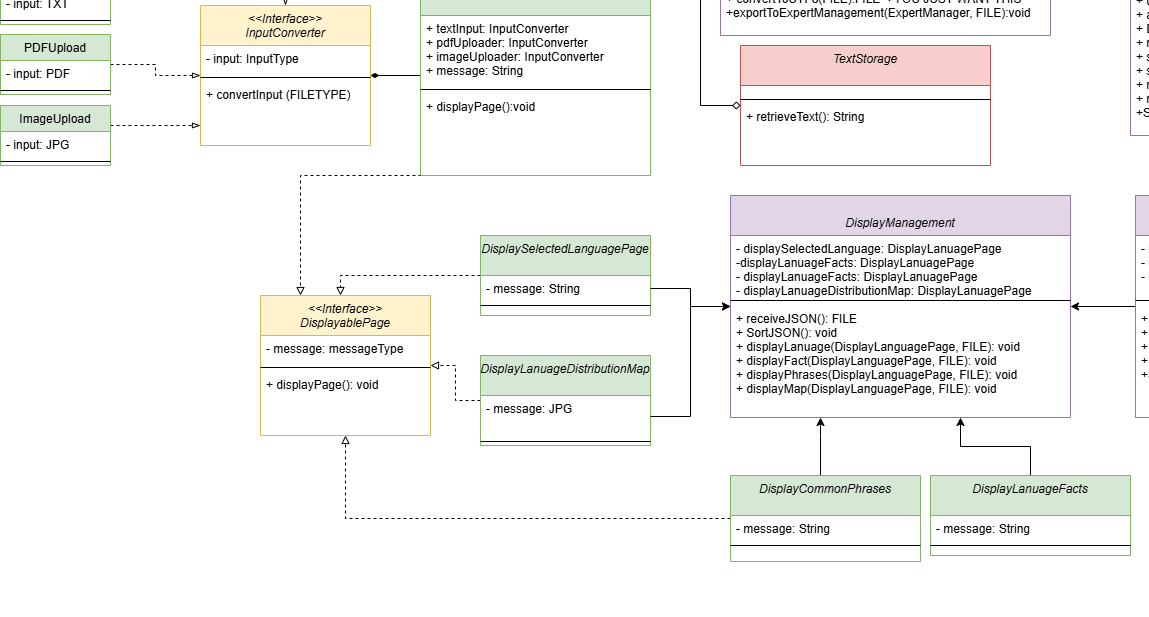 - input: TXT
PDFUpload
- input: PDF
ImageUpload
- input: JPG
<<Interface>>
InputConverter
- input: InputType
+ convertInput (FILETYPE)
+ textInput: InputConverter
+ pdfUploader: InputConverter
+ imageUploader: InputConverter
+ message: String
+ displayPage():void
+exportToExpertManagement(ExpertManager, FILE):void
TextStorage
+ retrieveText(): String
DisplaySelectedLanguagePage
- message: String
<<Interface>>
DisplayablePage
- message: messageType
+ displayPage(): void
DisplayLanuageDistributionMap
- message: JPG
DisplayManagement
- displaySelectedLanguage: DisplayLanuagePage
-displayLanuageFacts: DisplayLanuagePage
- displayLanuageFacts: DisplayLanuagePage
- displayLanuageDistributionMap: DisplayLanuagePage
+ receiveJSON(): FILE
+ SortJSON(): void
+ displayLanuage(DisplayLanguagePage, FILE): void
+ displayFact(DisplayLanguagePage, FILE): void
+ displayPhrases(DisplayLanguagePage, FILE): void
+ displayMap(DisplayLanguagePage, FILE): void
DisplayCommonPhrases
- message: String
DisplayLanuageFacts
- message: String